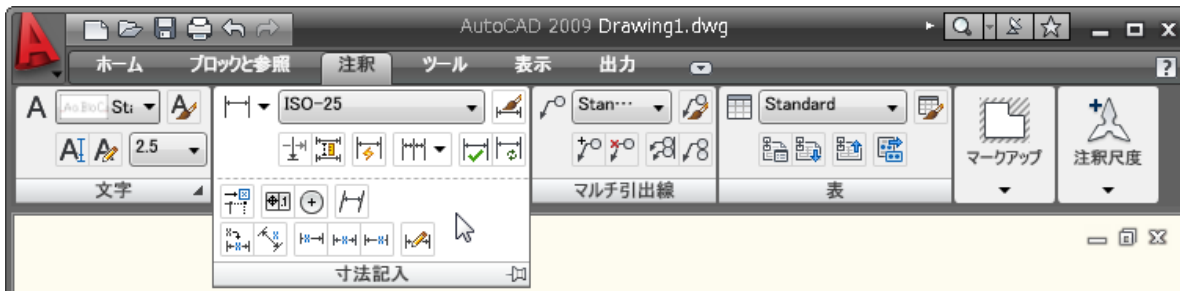 AutoCAD 2009 Drawing1.dwg
ホーム ブロックと参照 注釈 ツール 表示 出力
A St: ISO-25 Stan… Standard
2.5
マークアップ 注釈尺度
文字 マルチ引出線 表
寸法記入